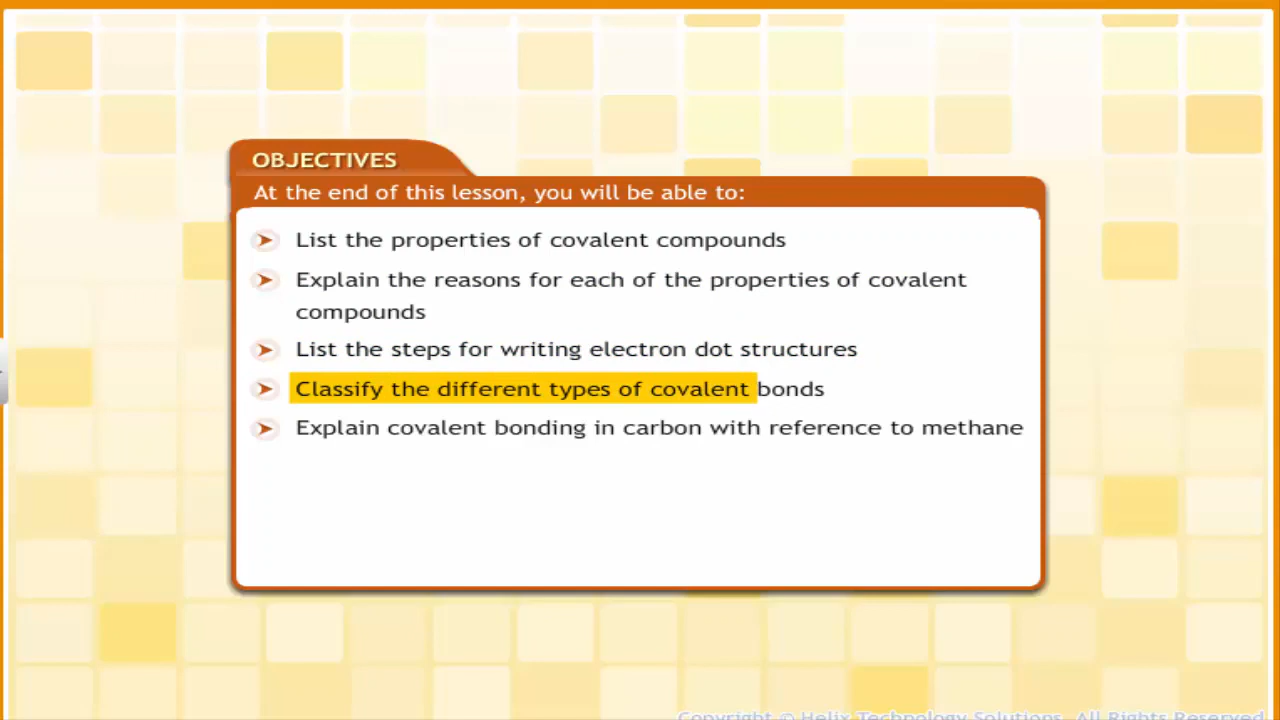 OBJECTIVES
At the end of this lesson, you will be able to:
List the properties of covalent compounds
Explain the reasons for each of the properties of covalent
compounds
List the steps for writing electron dot structures
Classify the different types of covalent bonds
Explain covalent bonding in carbon with reference to methane
Copyright © Helix Technology Solutions. All Rights Reserved